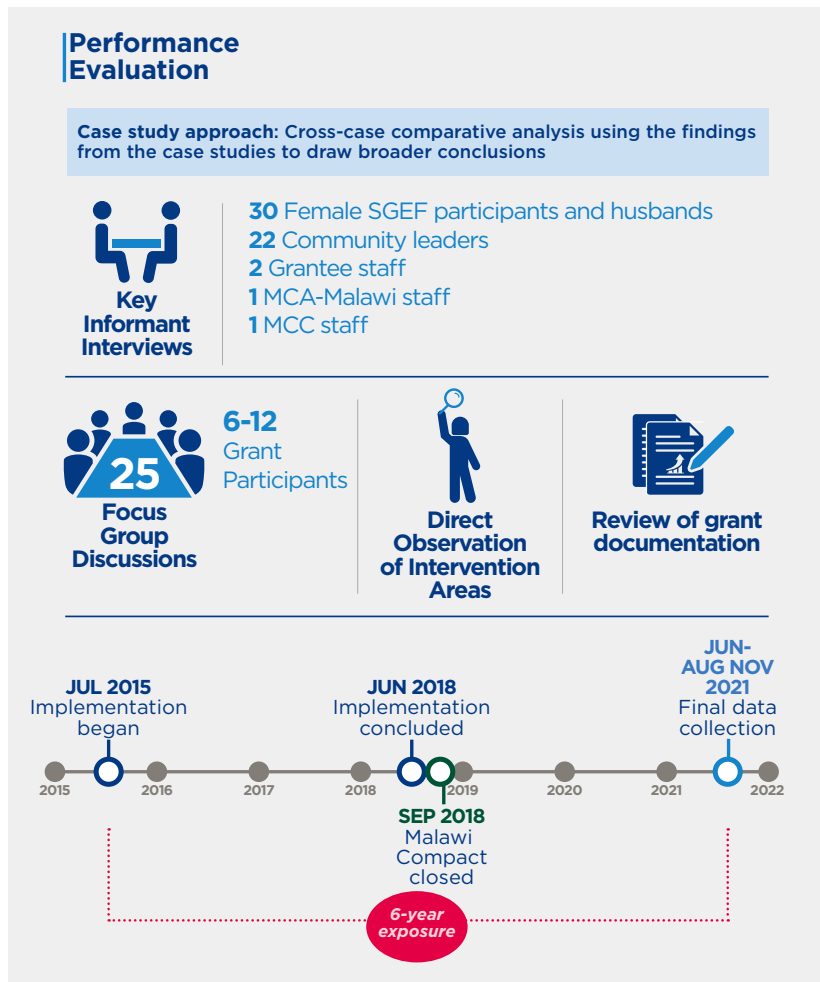 Performance
Evaluation
Case study approach: Cross-case comparative analysis using the findings
from the case studies to draw broader conclusions
Key
Informant
Interviews
30 Female SGEF participants and husbands
22 Community leaders
2 Grantee staff
1 MCA-Malawi staff
1 MCC staff
25
Focus
Group
Discussions
6-12
Grant
Participants
Direct
Observation
of Intervention
Areas
Review of grant
documentation
JUL 2015
Implementation
began
JUN 2018
Implementation
concluded
JUN-
AUG NOV
2021
Final data
collection
2015
2016
2017
2018
2019
2020
2021
2022
SEP 2018
Malawi
Compact
closed
6-year
exposure